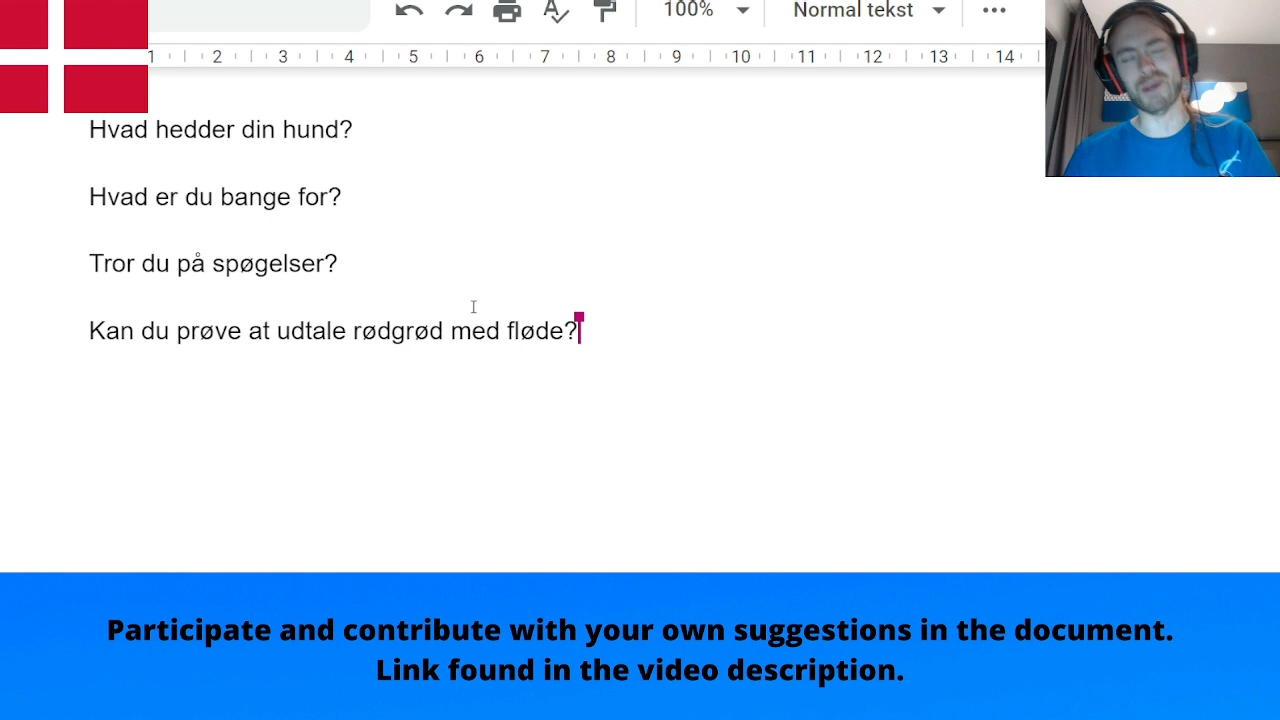 100% Normal tekst
1 2 3 4 5 6 7 8 9 10 11 12 13 14
Hvad hedder din hund?
Hvad er du bange for?
Tror du på spøgelser?
Kan du prøve at udtale rødgrød med fløde?
Participate and contribute with your own suggestions in the document.
Link found in the video description.